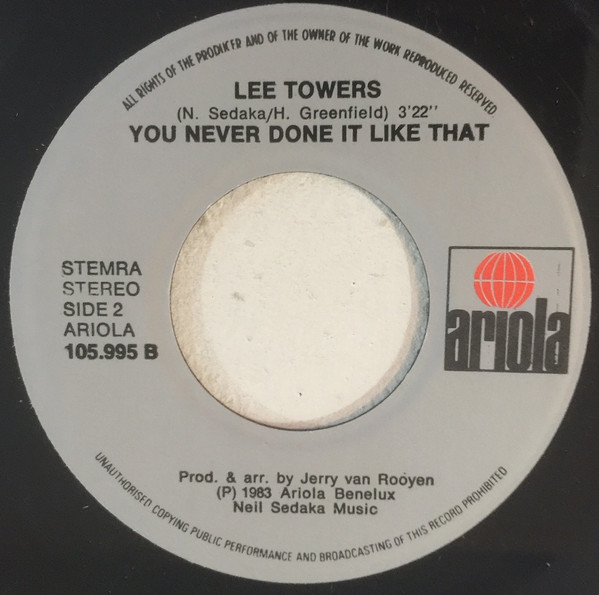 ALL RIGHTS OF THE PRODUKER AND OF THE OWNER OF THE WORK REPRODUCED RESERVED
LEE TOWERS
(N. Sedaka/H. Greenfield) 3'22''
YOU NEVER DONE IT LIKE THAT
STEMRA
STEREO
SIDE 2
ARIOLA
105.995 B
ariola
Prod. & arr. by Jerry van Rooyen
(P) 1983 Ariola Benelux
Neil Sedaka Music
UNAUTHORISED COPYING PUBLIC PERFORMANCE AND BROADCASTING OF THIS RECORD PROHIBITED